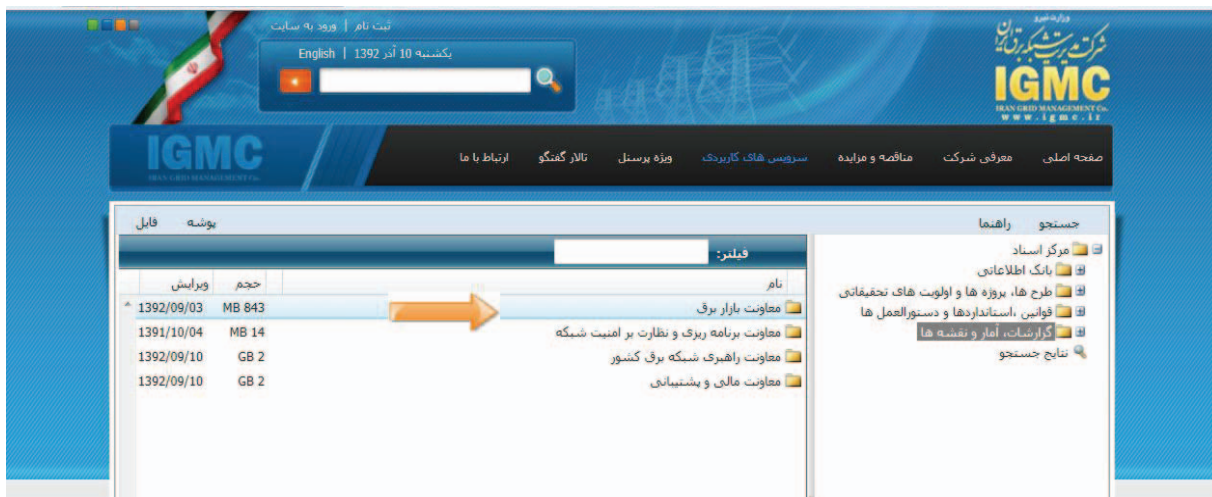 ثبت نام | ورود به سایت
یکشنبه 10 آذر 1392 | English
وزارت نیرو
شرکت مدیریت شبکه برق ایران
IGMC
IRAN GRID MANAGEMENT Co.
www.igmc.ir
صفحه اصلی معرفی شرکت مناقصه و مزایده سرویس های کاربردی ویژه پرسنل تالار گفتگو ارتباط با ما
IGMC
IRAN GRID MANAGEMENT Co.
جستجو راهنما
پوشه فایل
مرکز اسناد
بانک اطلاعاتی
طرح ها، پروژه ها و اولویت های تحقیقاتی
قوانین ،استانداردها و دستورالعمل ها
گزارشات، آمار و نقشه ها
نتایج جستجو
فیلتر:
نام حجم ویرایش
معاونت بازار برق 843 MB 1392/09/03
معاونت برنامه ریزی و نظارت بر امنیت شبکه 14 MB 1391/10/04
معاونت راهبری شبکه برق کشور 2 GB 1392/09/10
معاونت مالی و پشتیبانی 2 GB 1392/09/10